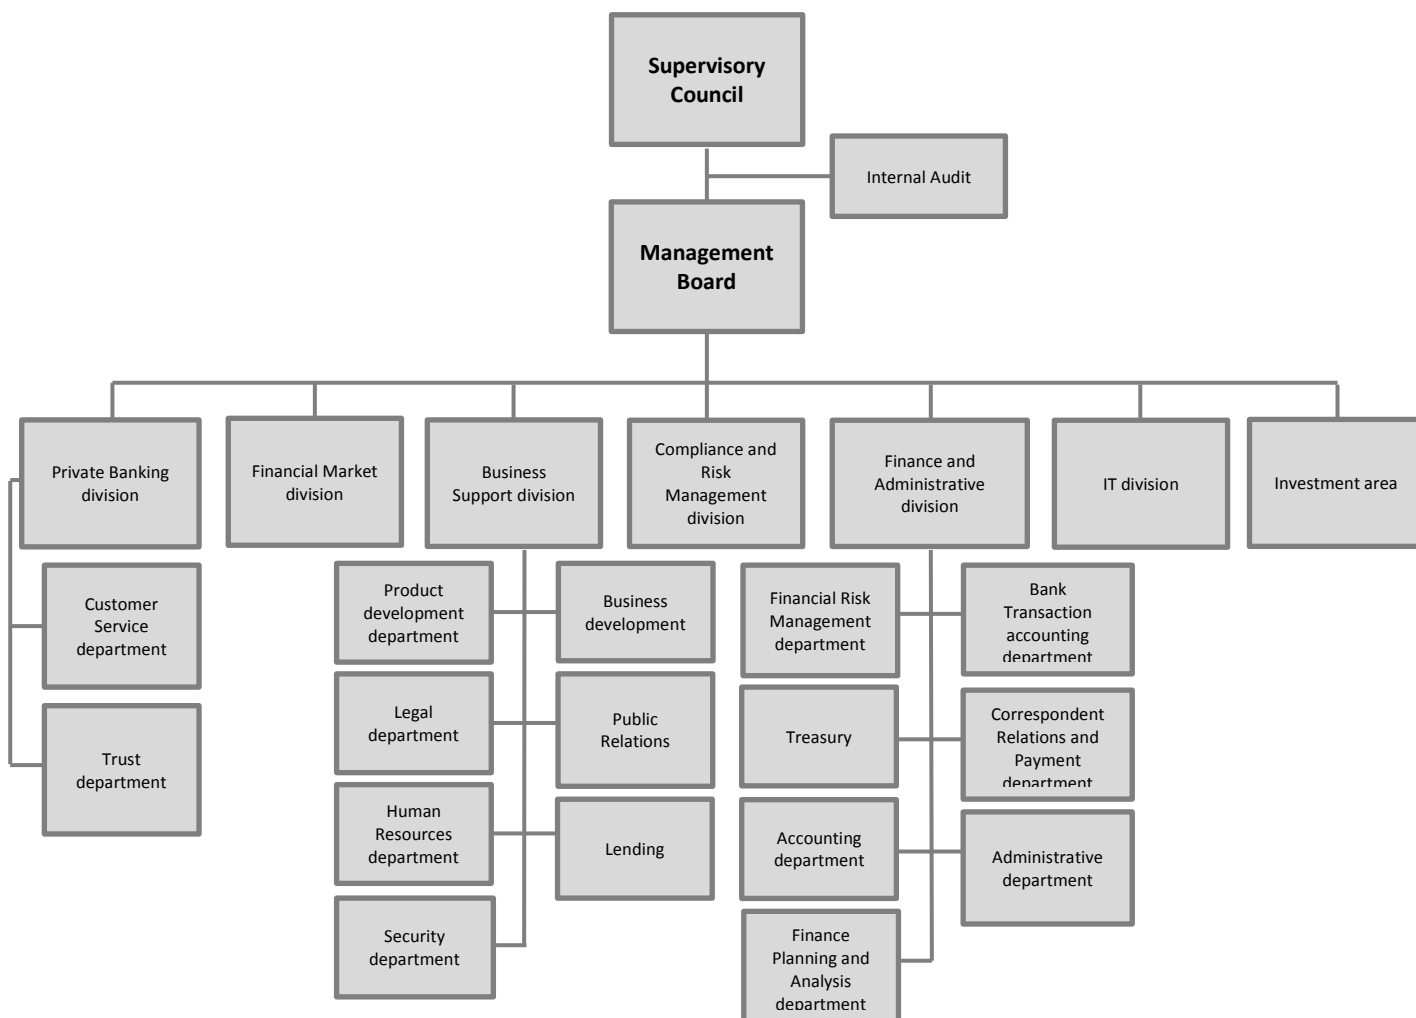 Supervisory
Council
Internal Audit
Management
Board
Private Banking
division
Financial Market
division
Business
Support division
Compliance and
Risk
Management
division
Finance and
Administrative
division
IT division
Investment area
Customer
Service
department
Trust
department
Product
development
department
Business
development
Legal
department
Public
Relations
Human
Resources
department
Lending
Security
department
Financial Risk
Management
department
Bank
Transaction
accounting
department
Treasury
Correspondent
Relations and
Payment
department
Accounting
department
Administrative
department
Finance
Planning and
Analysis
department